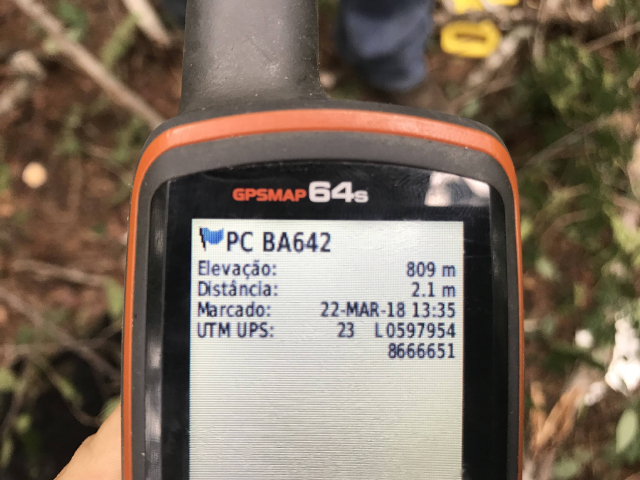 GPSMAP 64s
PC BA642
Elevação: 809 m
Distância: 2.1 m
Marcado: 22-MAR-18 13:35
UTM UPS: 23 L 0597954
8666651